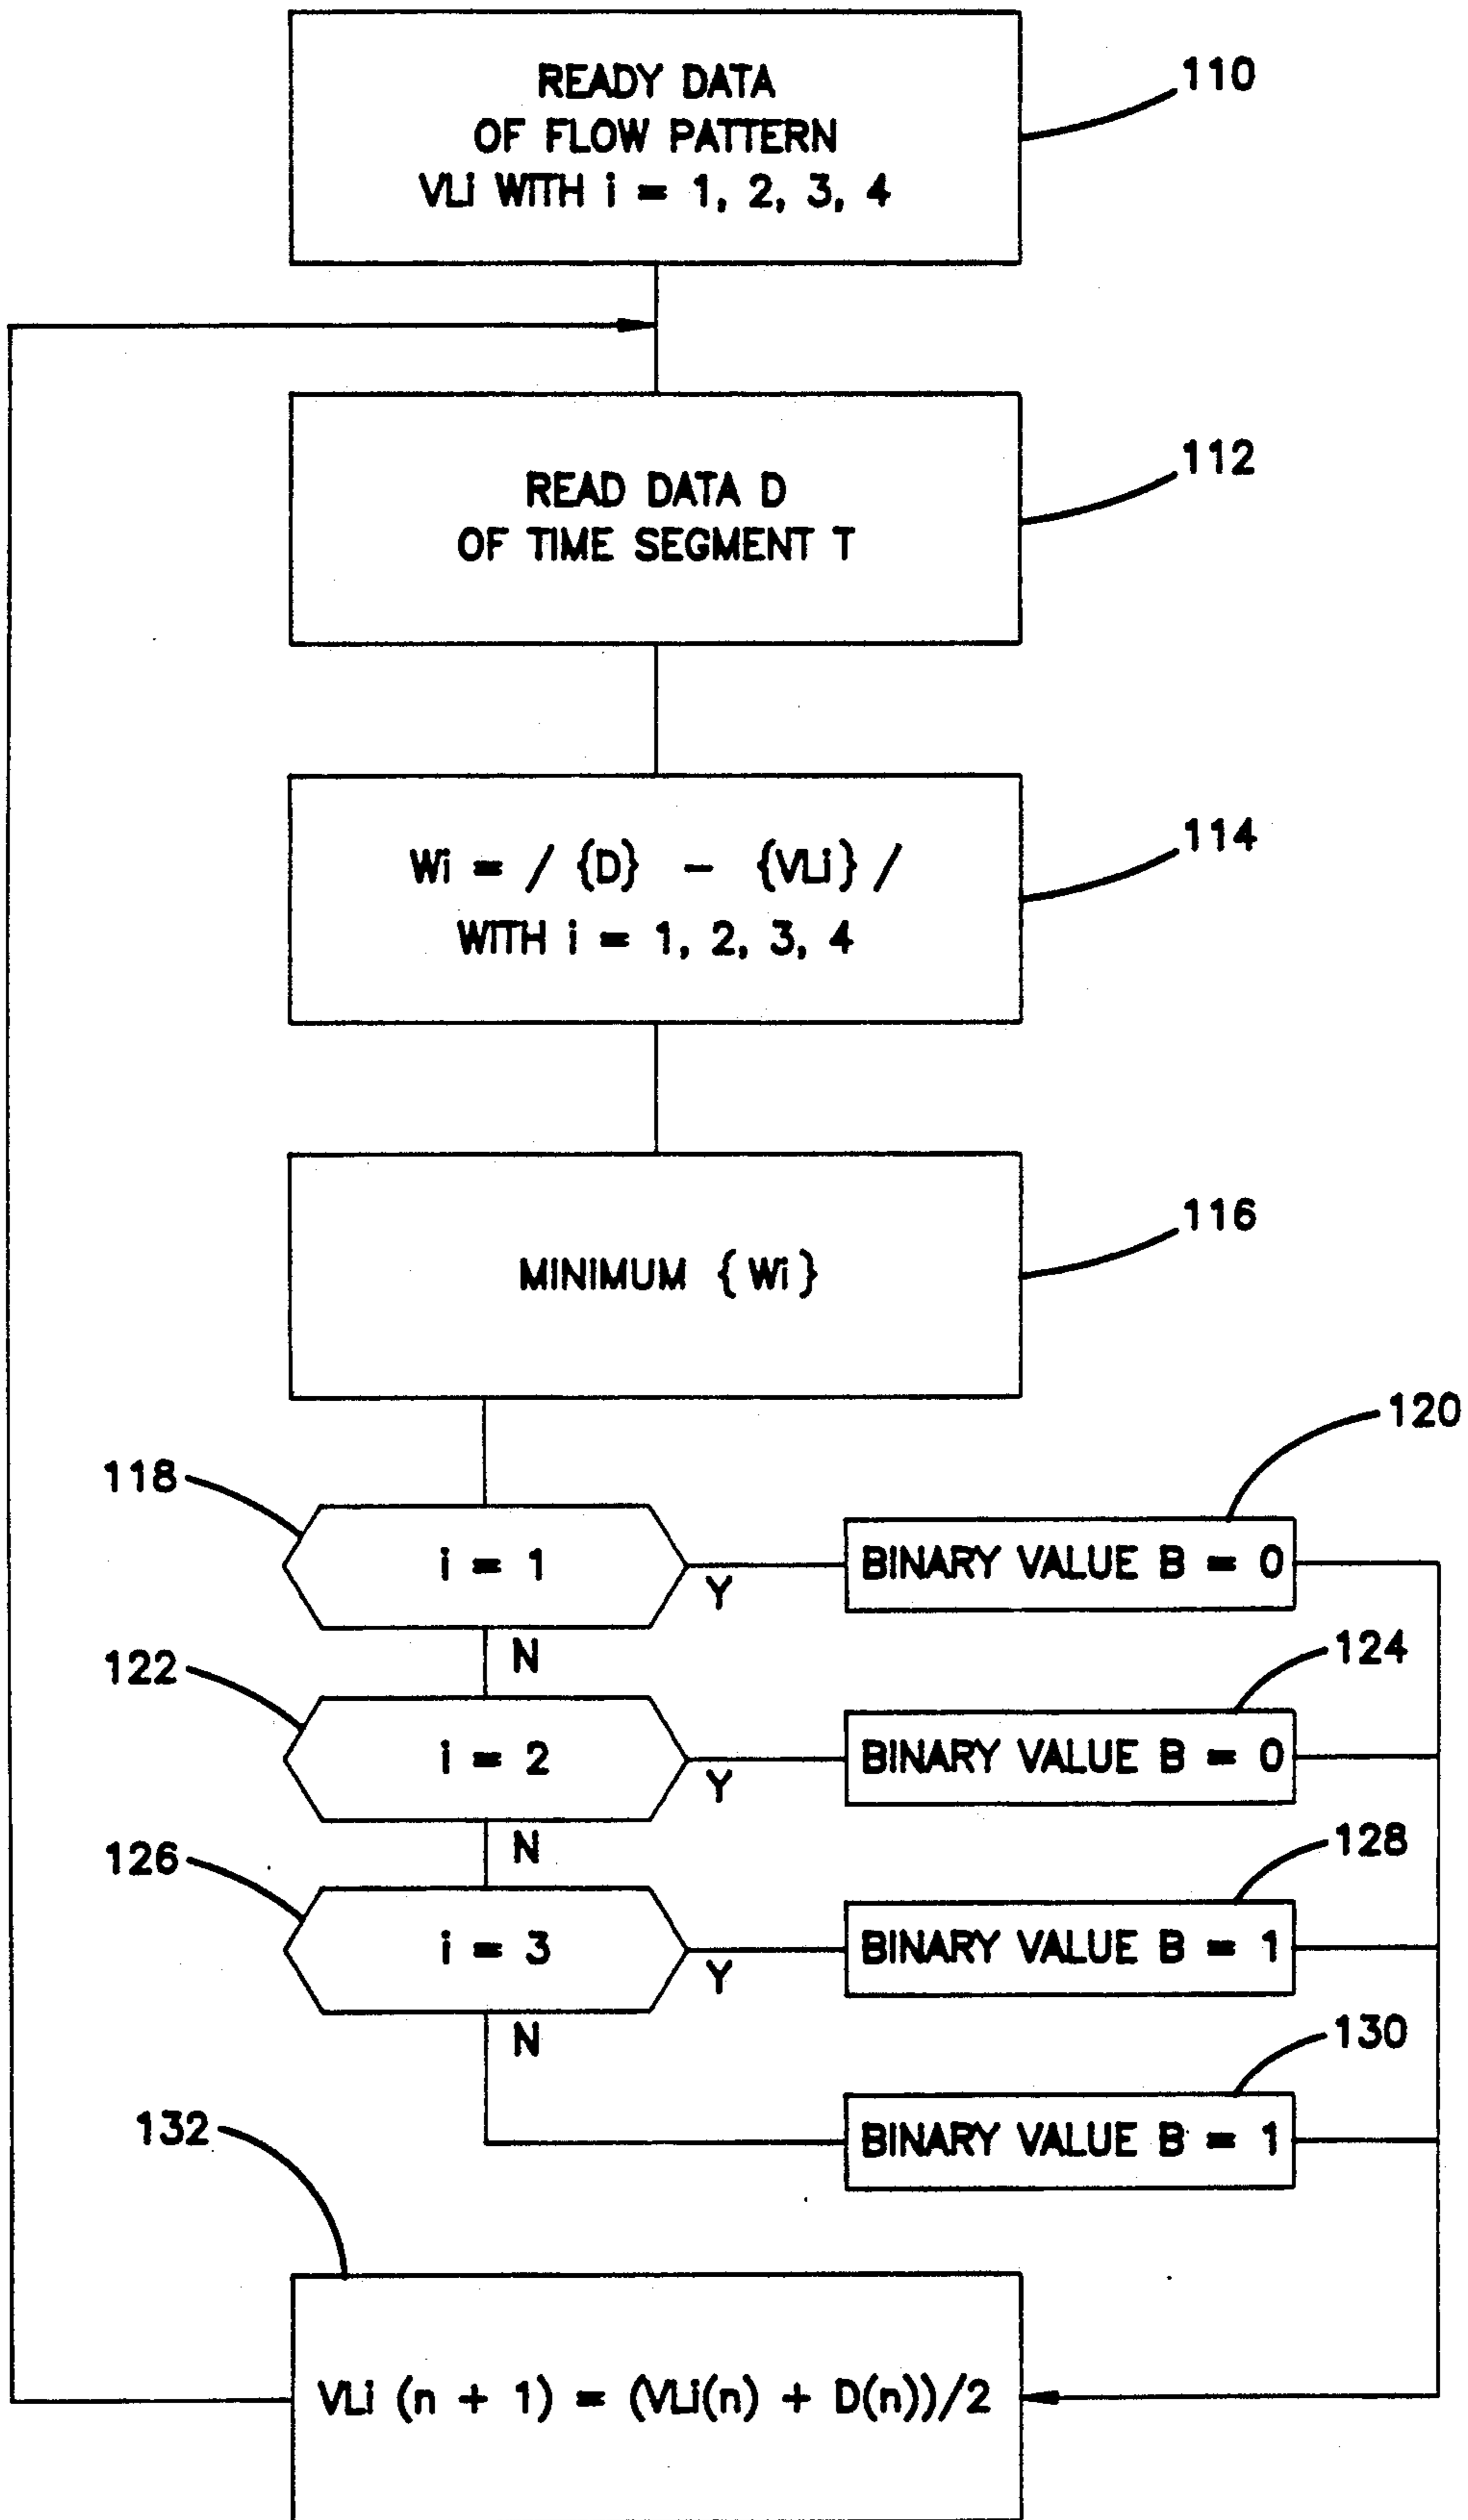 READY DATA
OF FLOW PATTERN
VLi WITH i = 1, 2, 3, 4
110
READ DATA D
OF TIME SEGMENT T
112
Wi = / {D} - {VLi} /
WITH i = 1, 2, 3, 4
114
MINIMUM {Wi}
116
118
i = 1
Y
BINARY VALUE B = 0
120
N
122
i = 2
Y
BINARY VALUE B = 0
124
N
126
i = 3
Y
BINARY VALUE B = 1
128
N
BINARY VALUE B = 1
130
132
VLi (n + 1) = (VLi(n) + D(n))/2